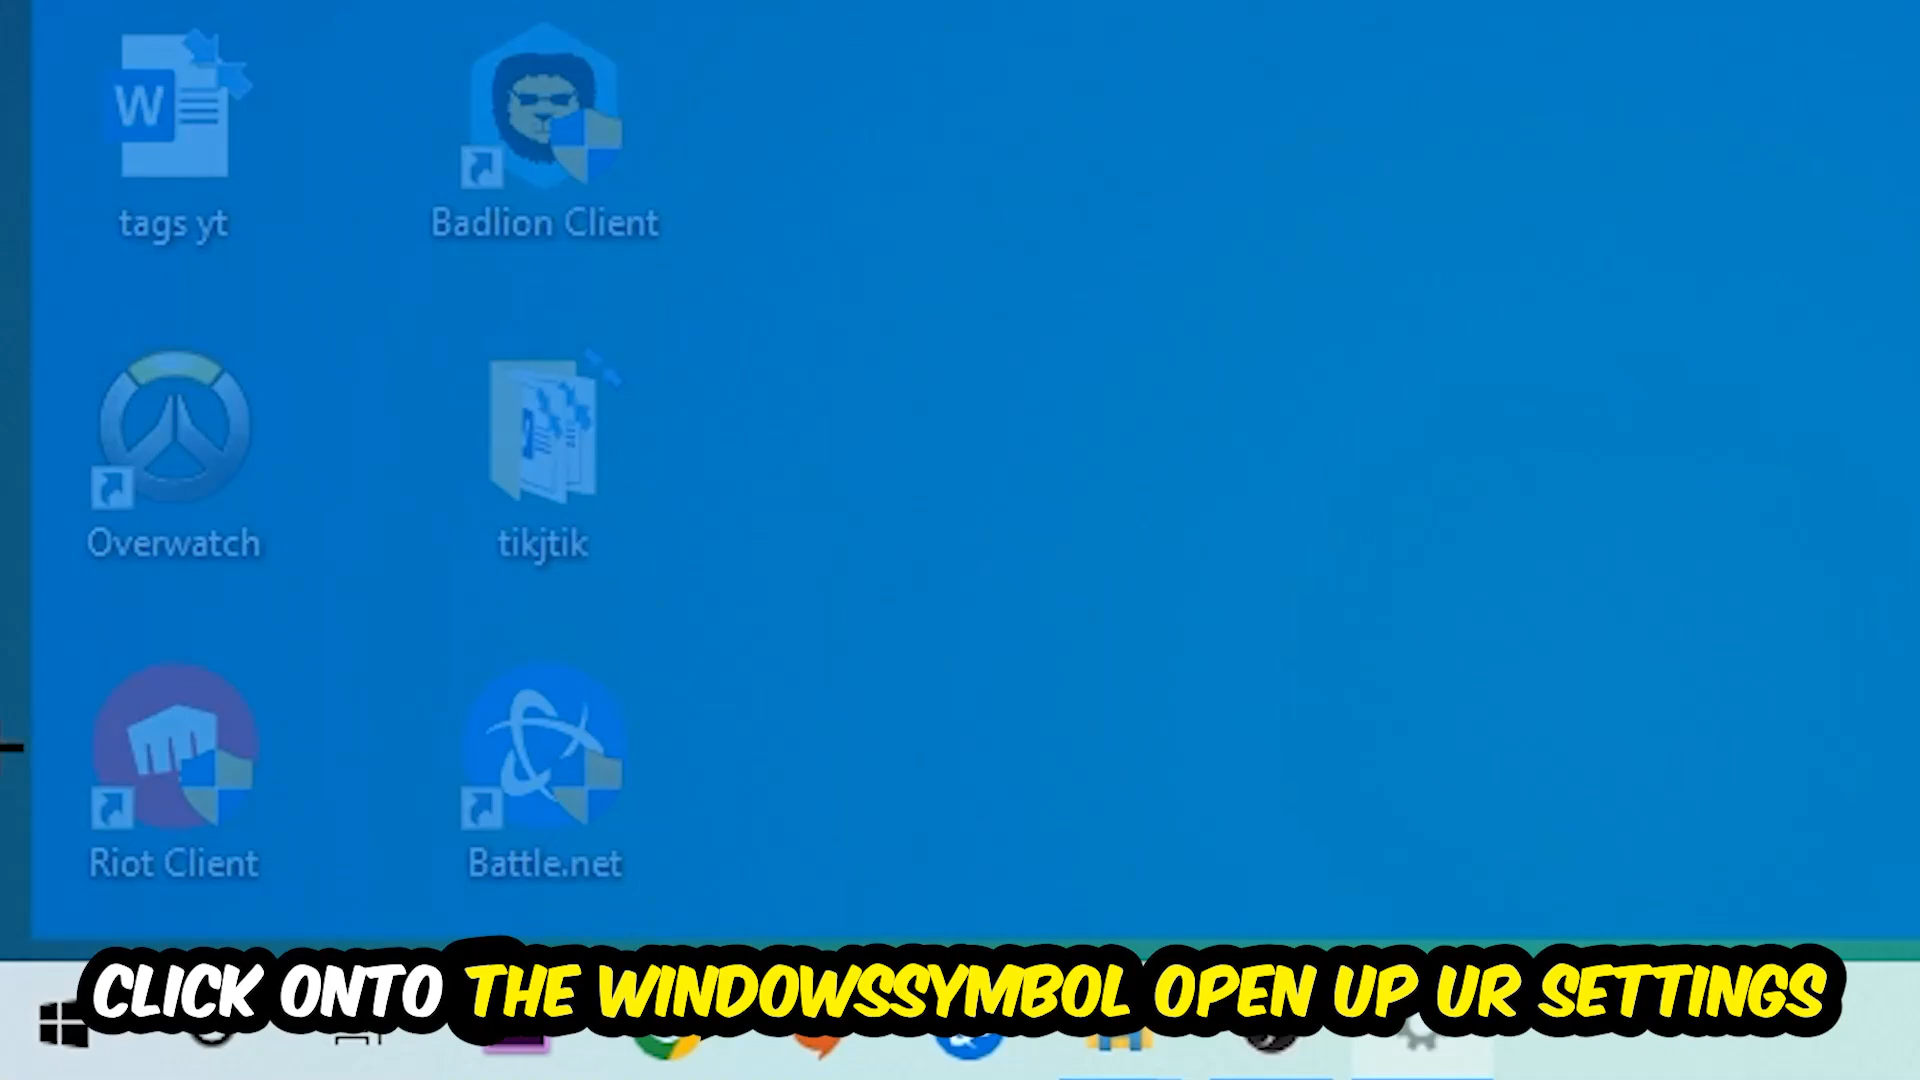 W
tags yt
Badlion Client
Overwatch
tikjtik
Riot Client
Battle.net
CLICK ONTO THE WINDOWSSYMBOL OPEN UP UR SETTINGS